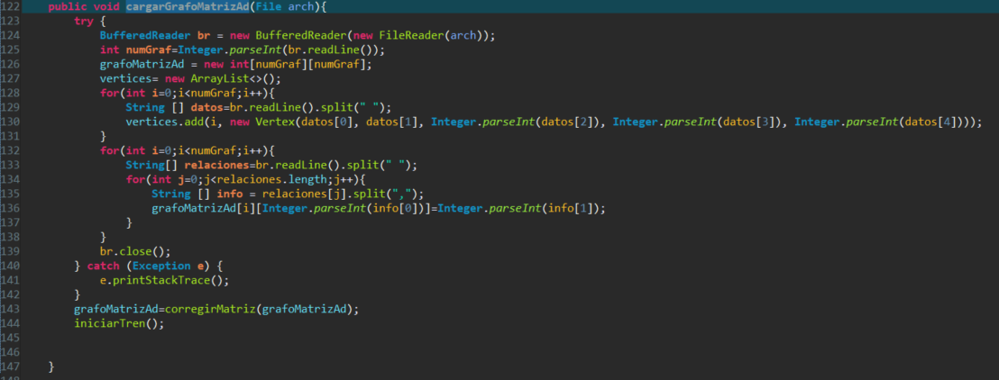 122 public void cargarGrafoMatrizAd(File arch){
123 try {
124 BufferedReader br = new BufferedReader(new FileReader(arch));
125 int numGraf=Integer.parseInt(br.readLine());
126 grafoMatrizAd = new int[numGraf][numGraf];
127 vertices= new ArrayList<>();
128 for(int i=0;i<numGraf;i++){
129 String [] datos=br.readLine().split(" ");
130 vertices.add(i, new Vertex(datos[0], datos[1], Integer.parseInt(datos[2]), Integer.parseInt(datos[3]), Integer.parseInt(datos[4])));
131 }
132 for(int i=0;i<numGraf;i++){
133 String[] relaciones=br.readLine().split(" ");
134 for(int j=0;j<relaciones.length;j++){
135 String [] info = relaciones[j].split(",");
136 grafoMatrizAd[i][Integer.parseInt(info[0])]=Integer.parseInt(info[1]);
137 }
138 }
139 br.close();
140 } catch (Exception e) {
141 e.printStackTrace();
142 }
143 grafoMatrizAd=corregirMatriz(grafoMatrizAd);
144 iniciarTren();
145
146
147 }